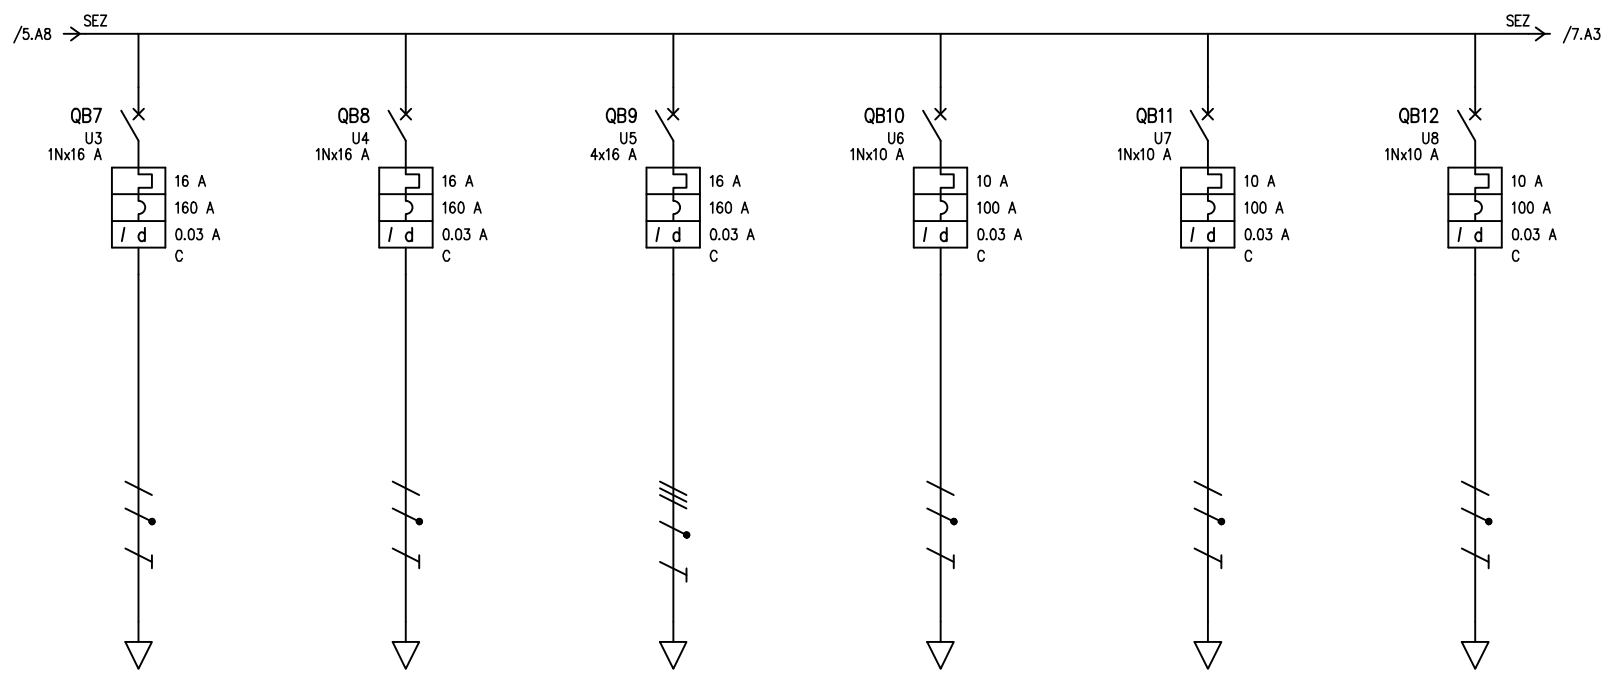 SEZ
SEZ
/5.A8
/7.A3
QB7
U3
1Nx16 A
16 A
160 A
I d
0.03 A
C
QB8
U4
1Nx16 A
16 A
160 A
I d
0.03 A
C
QB9
U5
4x16 A
16 A
160 A
I d
0.03 A
C
QB10
U6
1Nx10 A
10 A
100 A
I d
0.03 A
C
QB11
U7
1Nx10 A
10 A
100 A
I d
0.03 A
C
QB12
U8
1Nx10 A
10 A
100 A
I d
0.03 A
C